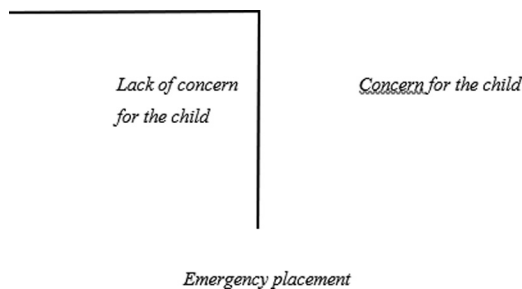 Lack of concern
for the child
Concern for the child
Emergency placement